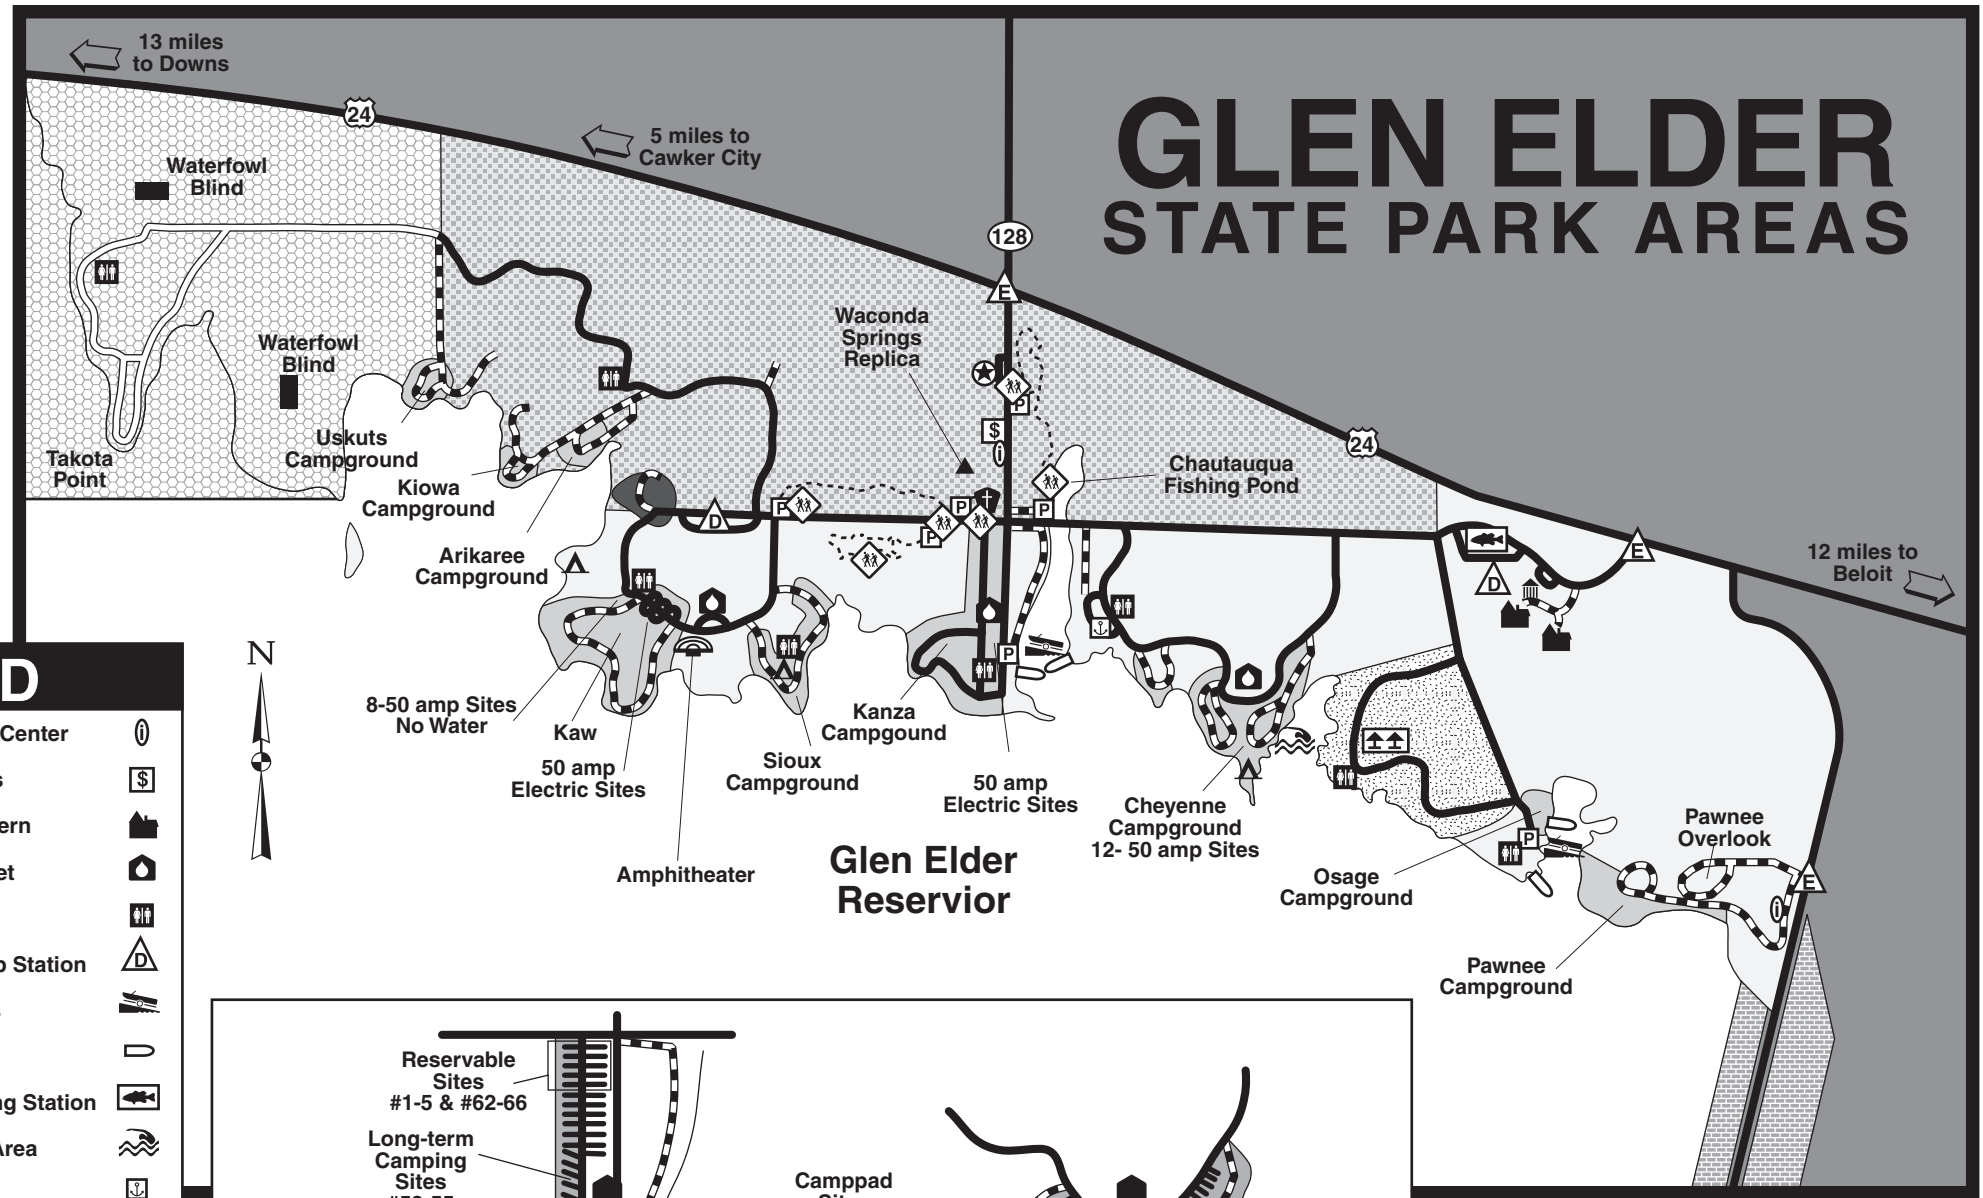 13 miles
to Downs
24
5 miles to
Cawker City
GLEN ELDER
STATE PARK AREAS
Waterfowl
Blind
128
E
Waconda
Springs
Replica
Waterfowl
Blind
P
$
i
24
Uskuts
Campground
Takota
Point
Kiowa
Campground
Chautauqua
Fishing Pond
D
P
P
P
P
E
Arikaree
Campground
12 miles to
Beloit
D
N
P
D
8-50 amp Sites
No Water
Kaw
Kanza
Campgound
Center
i
50 amp
Electric Sites
Sioux
Campground
50 amp
Electric Sites
s
$
Cheyenne
Campground
12- 50 amp Sites
Pawnee
Overlook
ern
P
Glen Elder
Reservior
Amphitheater
et
Osage
Campground
E
i
Station
D
Pawnee
Campground
Reservable
Sites
#1-5 & #62-66
ng Station
Long-term
Camping
Sites
Area
Camppad